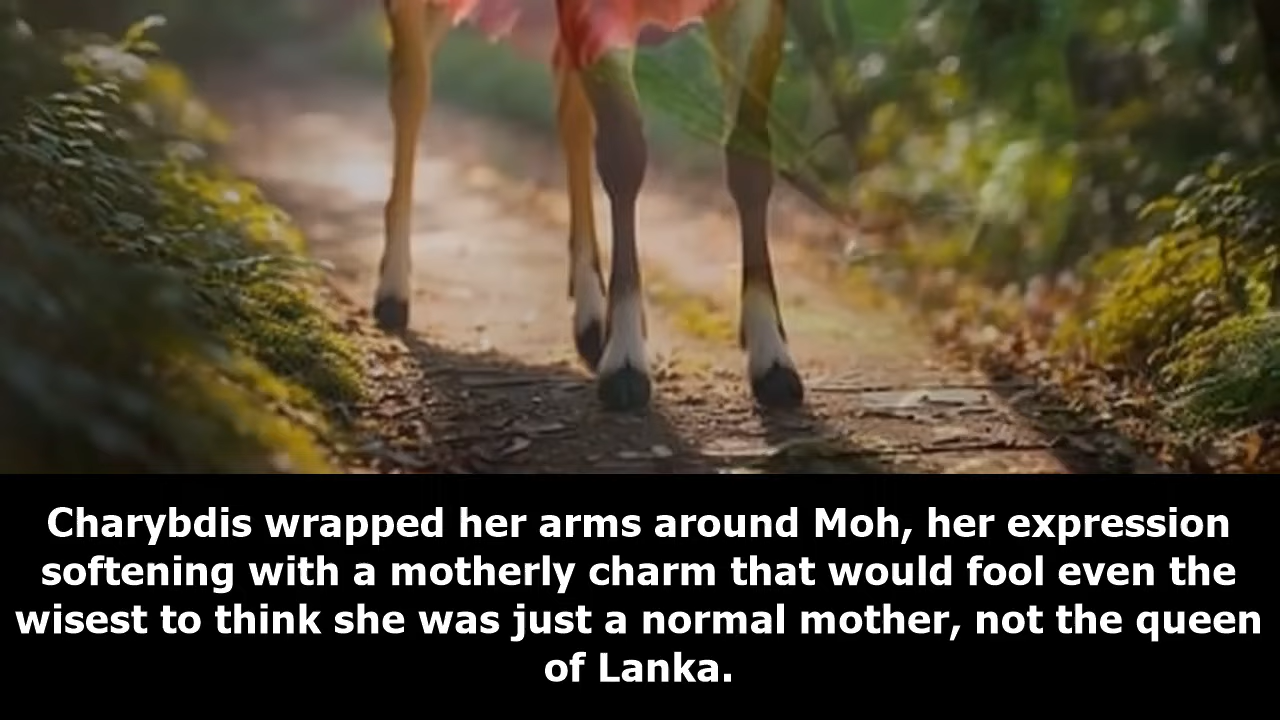 Charybdis wrapped her arms around Moh, her expression
softening with a motherly charm that would fool even the
wisest to think she was just a normal mother, not the queen
of Lanka.